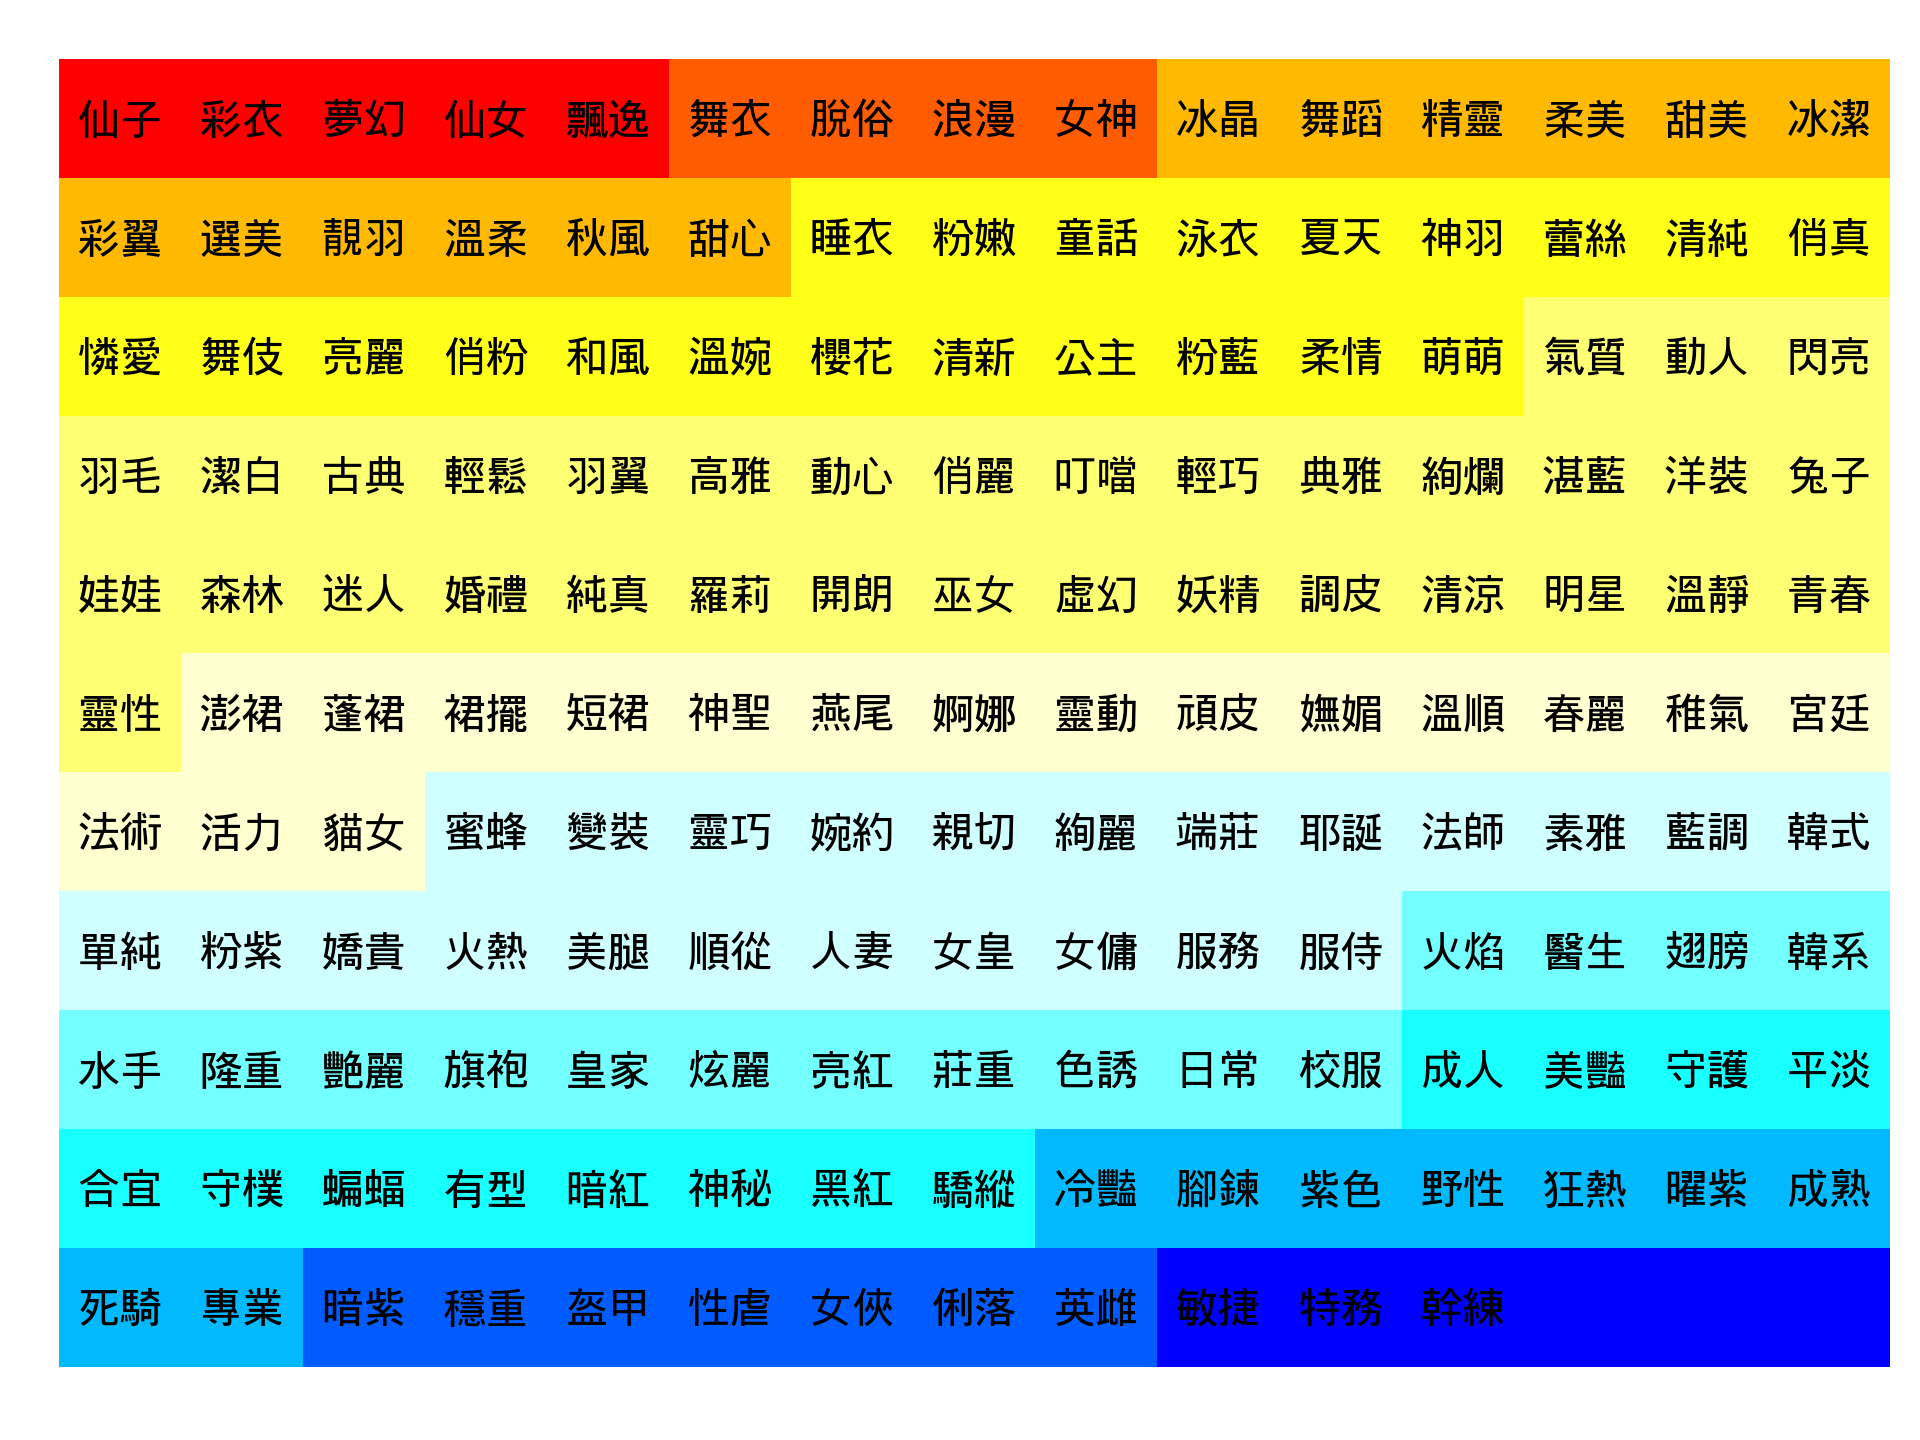 仙子 彩衣 夢幻 仙女 飄逸 舞衣 脫俗 浪漫 女神 冰晶 舞蹈 精靈 柔美 甜美 冰潔
彩翼 選美 靚羽 溫柔 秋風 甜心 睡衣 粉嫩 童話 泳衣 夏天 神羽 蕾絲 清純 俏真
憐愛 舞伎 亮麗 俏粉 和風 溫婉 櫻花 清新 公主 粉藍 柔情 萌萌 氣質 動人 閃亮
羽毛 潔白 古典 輕鬆 羽翼 高雅 動心 俏麗 叮噹 輕巧 典雅 絢爛 湛藍 洋裝 兔子
娃娃 森林 迷人 婚禮 純真 羅莉 開朗 巫女 虛幻 妖精 調皮 清涼 明星 溫靜 青春
靈性 澎裙 蓬裙 裙擺 短裙 神聖 燕尾 婀娜 靈動 頑皮 嫵媚 溫順 春麗 稚氣 宮廷
法術 活力 貓女 蜜蜂 變裝 靈巧 婉約 親切 絢麗 端莊 耶誕 法師 素雅 藍調 韓式
單純 粉紫 嬌貴 火熱 美腿 順從 人妻 女皇 女傭 服務 服侍 火焰 醫生 翅膀 韓系
水手 隆重 艷麗 旗袍 皇家 炫麗 亮紅 莊重 色誘 日常 校服 成人 美豔 守護 平淡
合宜 守樸 蝙蝠 有型 暗紅 神秘 黑紅 驕縱 冷豔 腳鍊 紫色 野性 狂熱 曜紫 成熟
死騎 專業 暗紫 穩重 盔甲 性虐 女俠 俐落 英雌 敏捷 特務 幹練